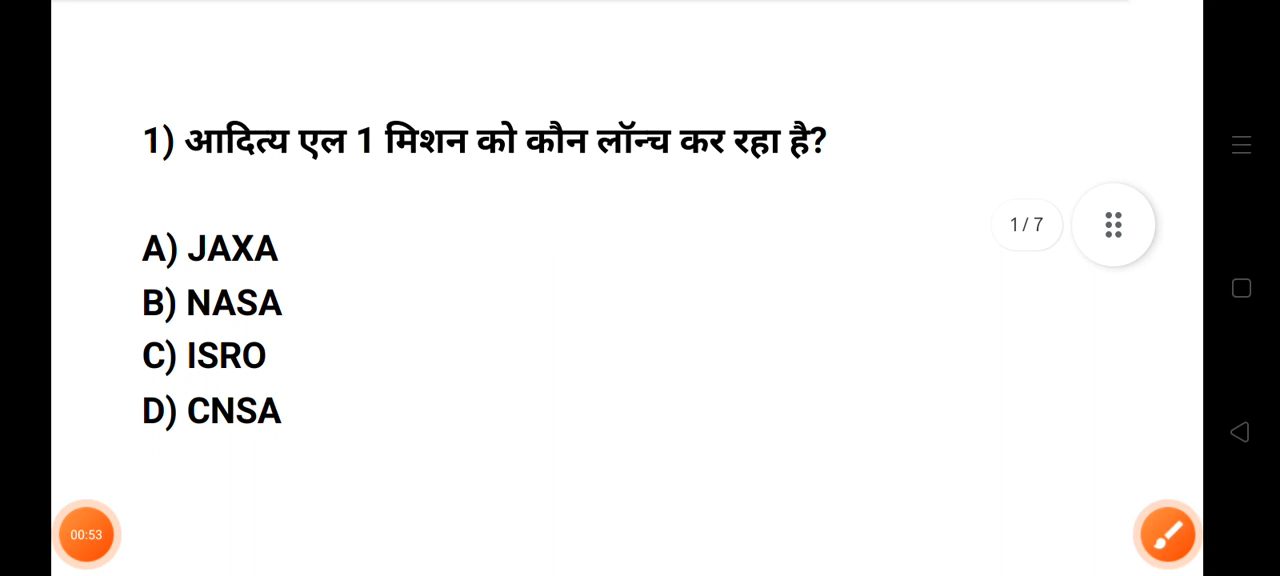 1) आदित्य एल 1 मिशन को कौन लॉन्च कर रहा है?
1 / 7
A) JAXA
B) NASA
C) ISRO
D) CNSA
00:53